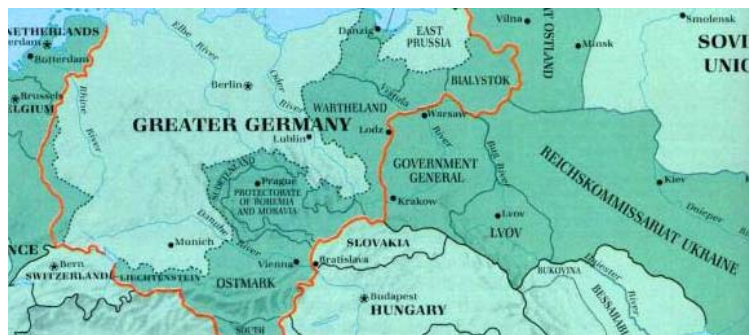 NETHERLANDS
Rotterdam
Brussels
BELGIUM
Rhine
River
Elbe River
Berlin
Oder
River
GREATER GERMANY
Danzig
EAST
PRUSSIA
Vilna
OSTLAND
Minsk
Smolensk
SOVI
UNIO
BIALYSTOK
WARTHELAND
Vistula
River
Warsaw
Lodz
Lublin
GOVERNMENT
GENERAL
Bug River
Krakow
REICHSKOMMISSARIAT UKRAINE
Kiev
Dnieper
SUDETENLAND
Prague
PROTECTORATE
OF BOHEMIA
AND MORAVIA
Danube
River
Munich
NCE
Bern
SWITZERLAND
LIECHTENSTEIN
OSTMARK
Vienna
Bratislava
SLOVAKIA
Lvov
LVOV
BUKOVINA
Dniester
River
BESSARA
Budapest
HUNGARY
SOUTH